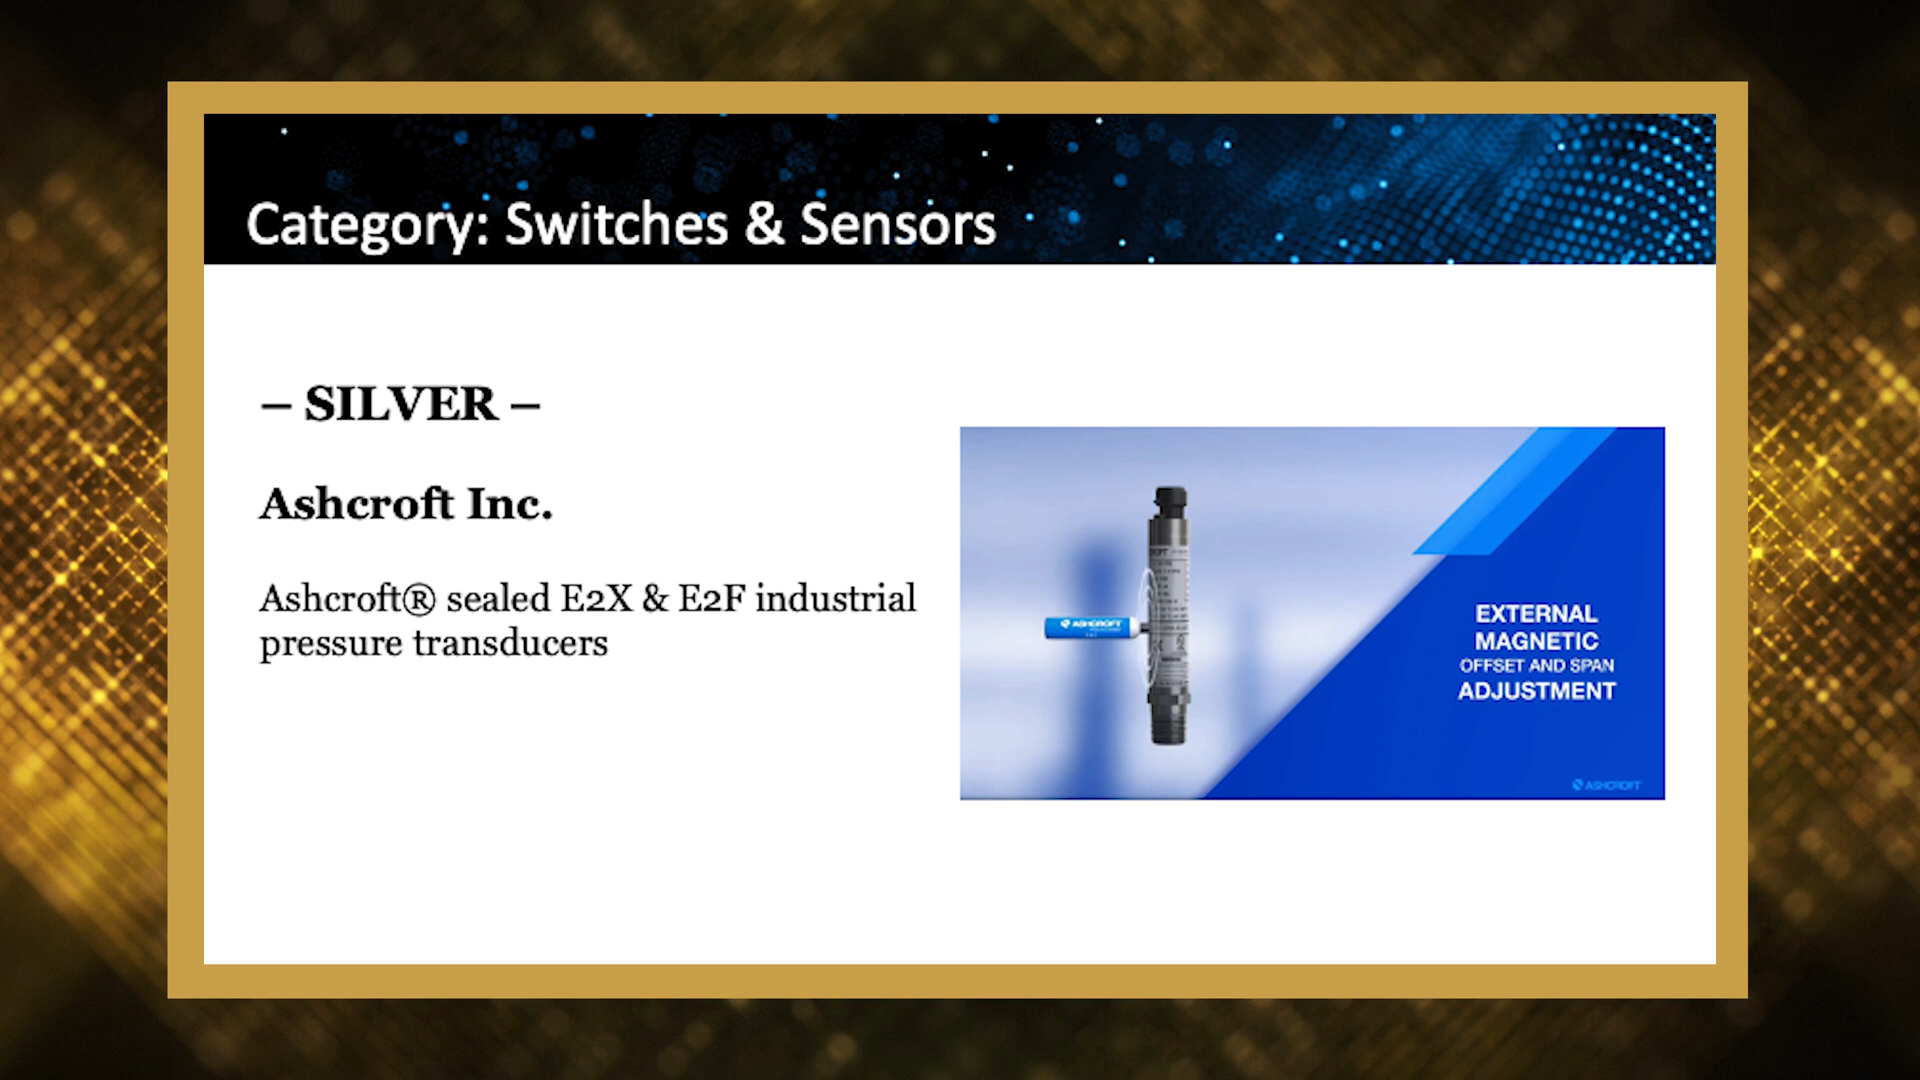 Category: Switches & Sensors
– SILVER –
Ashcroft Inc.
Ashcroft® sealed E2X & E2F industrial
pressure transducers
ASHCROFT
EXTERNAL
MAGNETIC
OFFSET AND SPAN
ADJUSTMENT
ASHCROFT